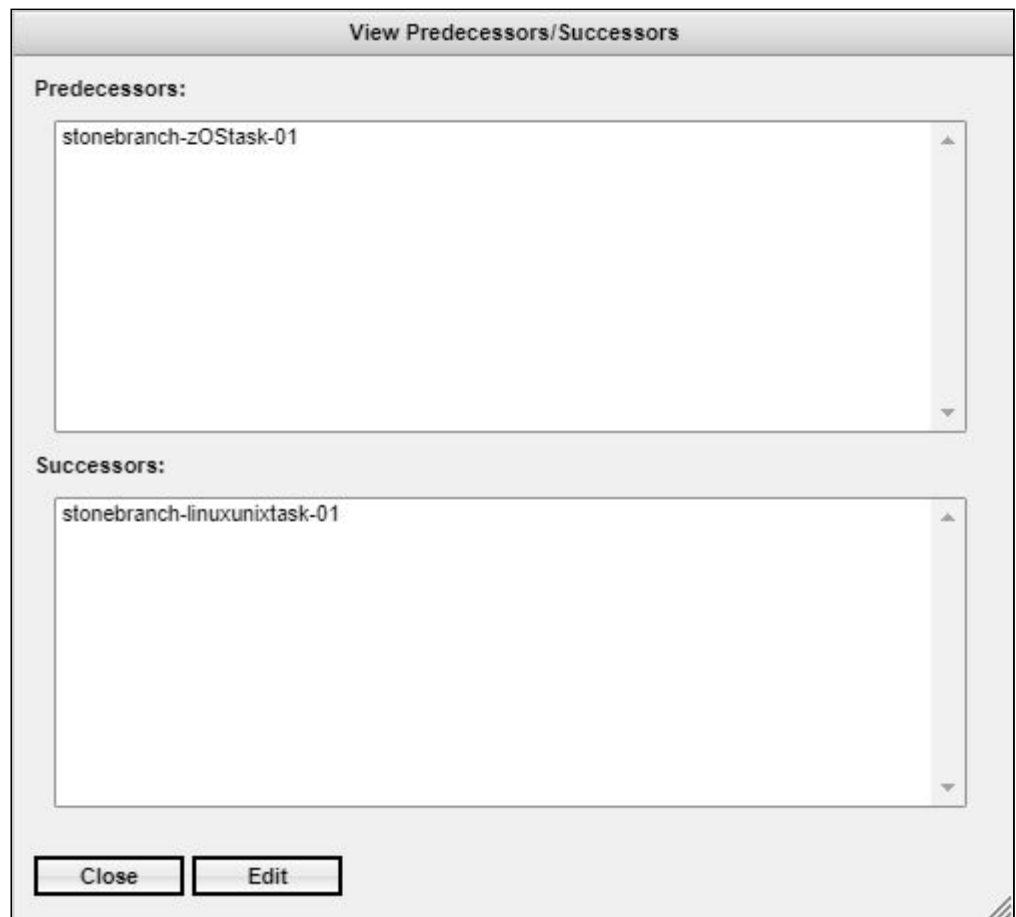 View Predecessors/Successors
Predecessors:
stonebranch-zOStask-01
Successors:
stonebranch-linuxunixtask-01
Close Edit